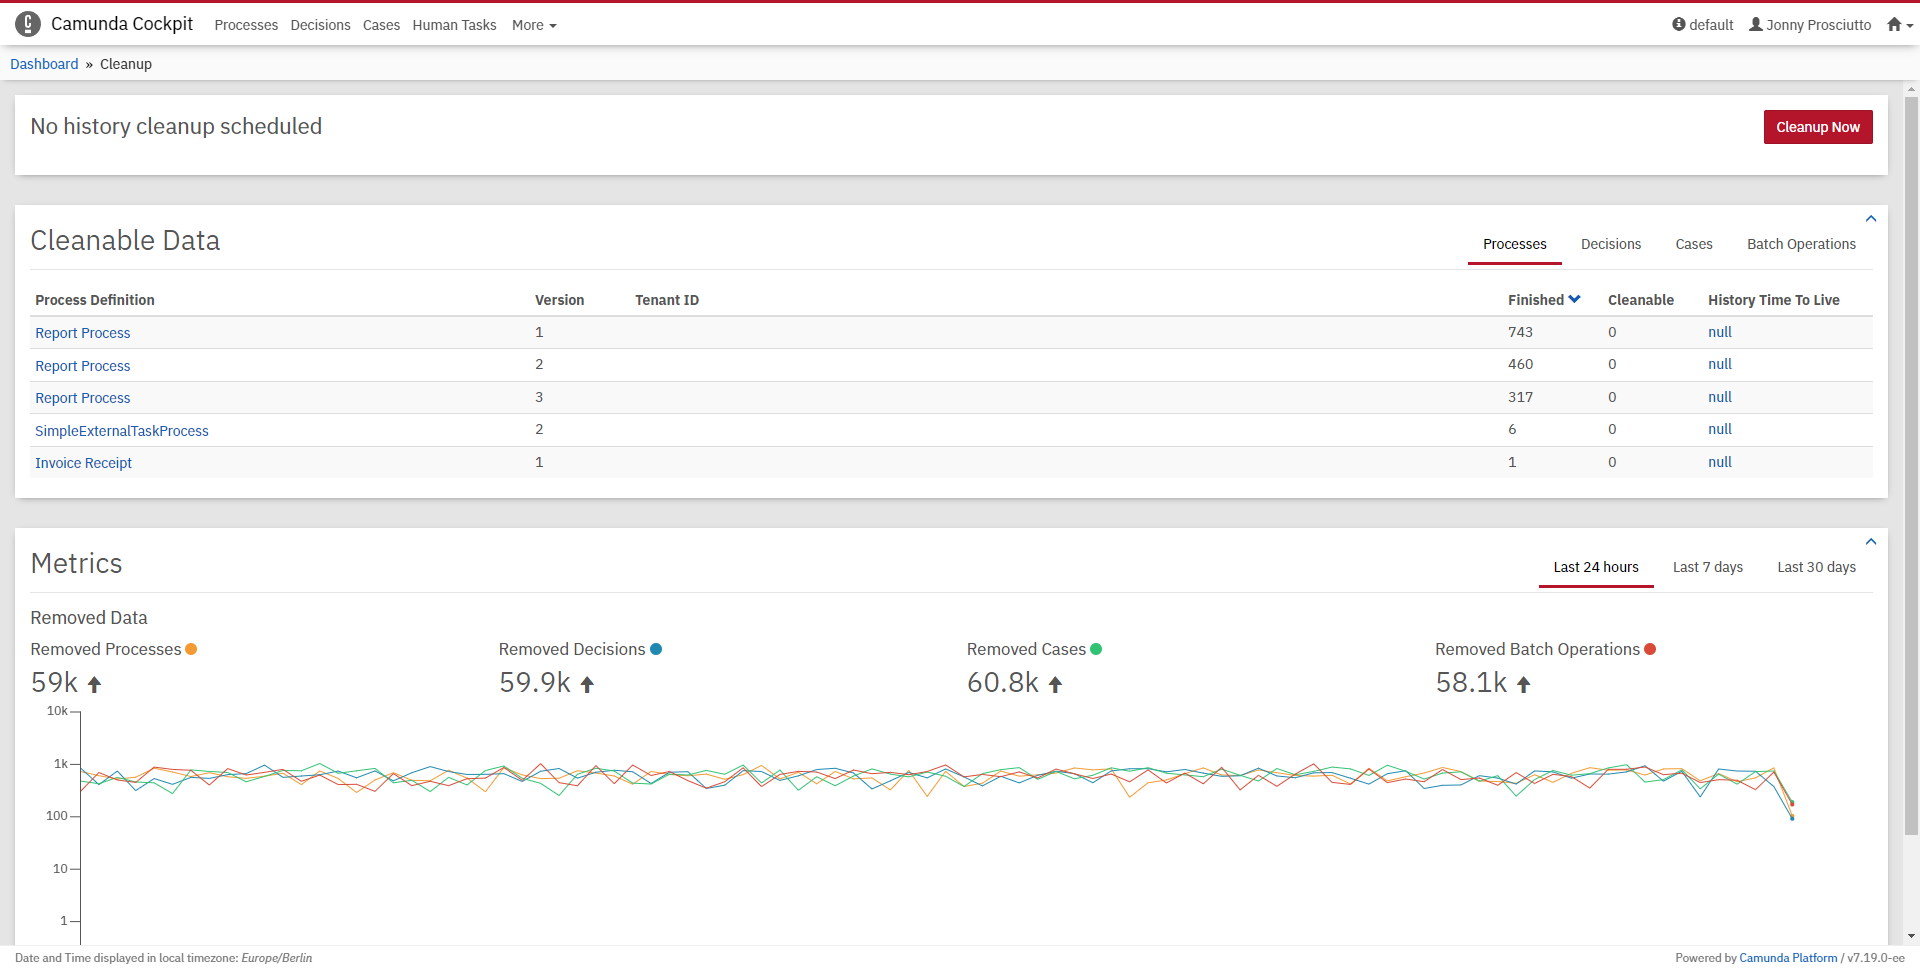 Camunda Cockpit Processes Decisions Cases Human Tasks More default Jonny Prosciutto
Dashboard » Cleanup
No history cleanup scheduled Cleanup Now
Cleanable Data Processes Decisions Cases Batch Operations
Process Definition Version Tenant ID Finished Cleanable History Time To Live
Report Process 1 743 0 null
Report Process 2 460 0 null
Report Process 3 317 0 null
SimpleExternalTaskProcess 2 6 0 null
Invoice Receipt 1 1 0 null
Metrics Last 24 hours Last 7 days Last 30 days
Removed Data
Removed Processes Removed Decisions Removed Cases Removed Batch Operations
59k 59.9k 60.8k 58.1k
10k
1k
100
10
1
Date and Time displayed in local timezone: Europe/Berlin Powered by Camunda Platform / v7.19.0-ee